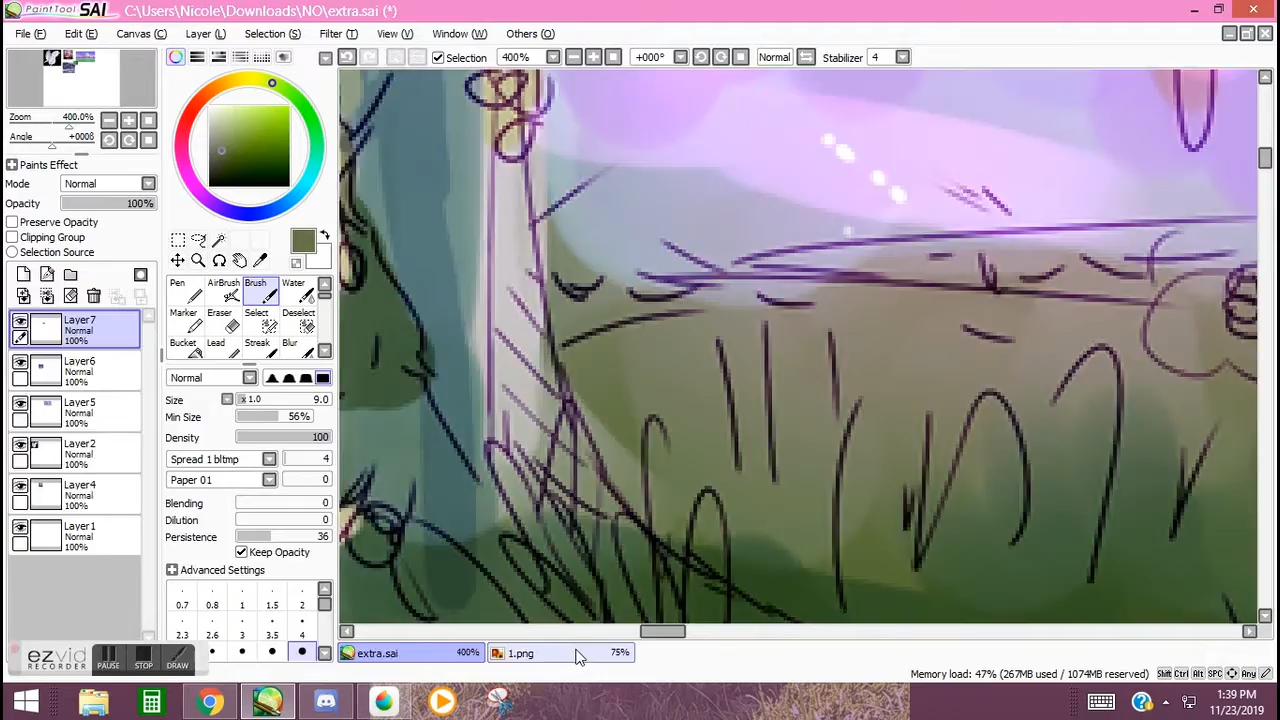 PaintTool SAI C:\Users\Nicole\Downloads\NO\extra.sai (*)
File (F) Edit (E) Canvas (C) Layer (L) Selection (S) Filter (T) View (V) Window (W) Others (O)
Selection 400% +000° Normal Stabilizer 4
Zoom 400.0%
Angle +000ß
Paints Effect
Mode Normal
Opacity 100%
Preserve Opacity
Clipping Group
Selection Source
Layer7
Normal
100%
Layer6
Normal
100%
Layer5
Normal
100%
Layer2
Normal
100%
Layer4
Normal
100%
Layer1
Normal
100%
Pen AirBrush Brush Water
Marker Eraser Select Deselect
Bucket Lead Streak Blur
Normal
Size x 1.0 9.0
Min Size 56%
Density 100
Spread 1 bltmp 4
Paper 01 0
Blending 0
Dilution 0
Persistence 36
Keep Opacity
Advanced Settings
0.7 0.8 1 1.5 2
2.3 2.6 3 3.5 4
ezvid
RECORDER
PAUSE STOP DRAW
extra.sai 400% 1.png 75%
Memory load: 47% (267MB used / 1074MB reserved) Shift Ctrl Alt SPC Any
1:39 PM
11/23/2019